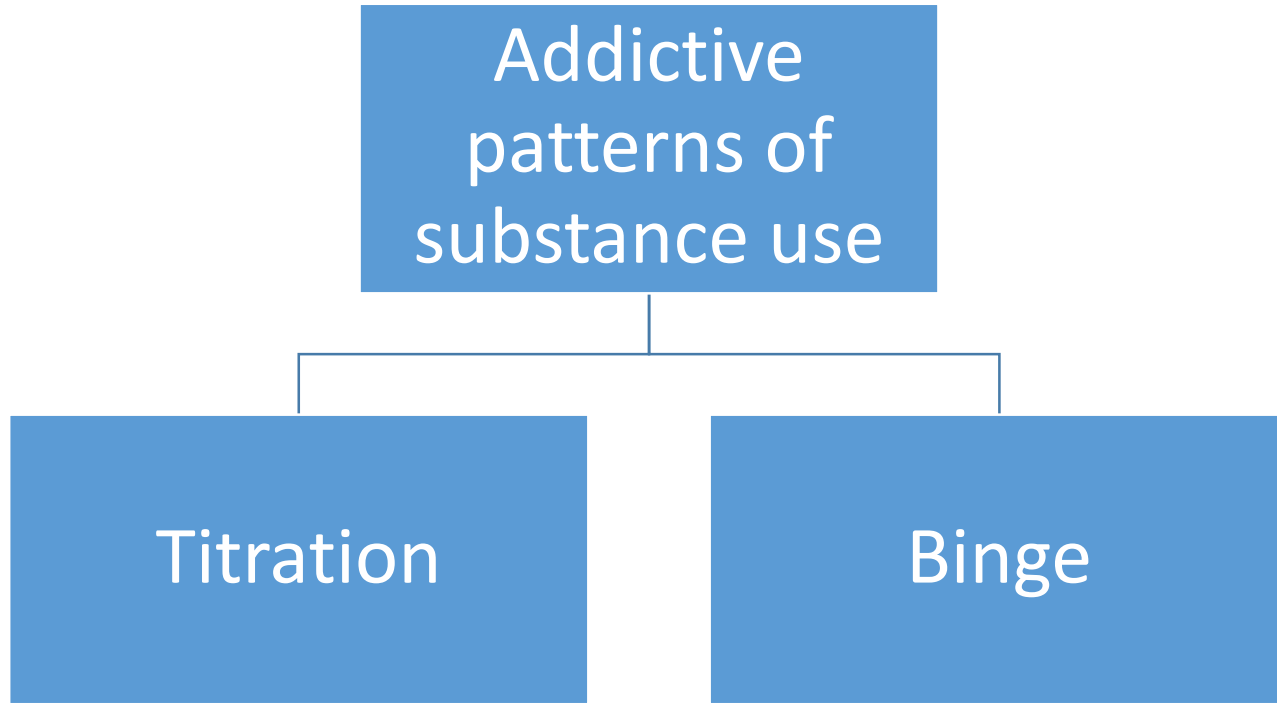 Addictive
patterns of
substance use
Titration
Binge